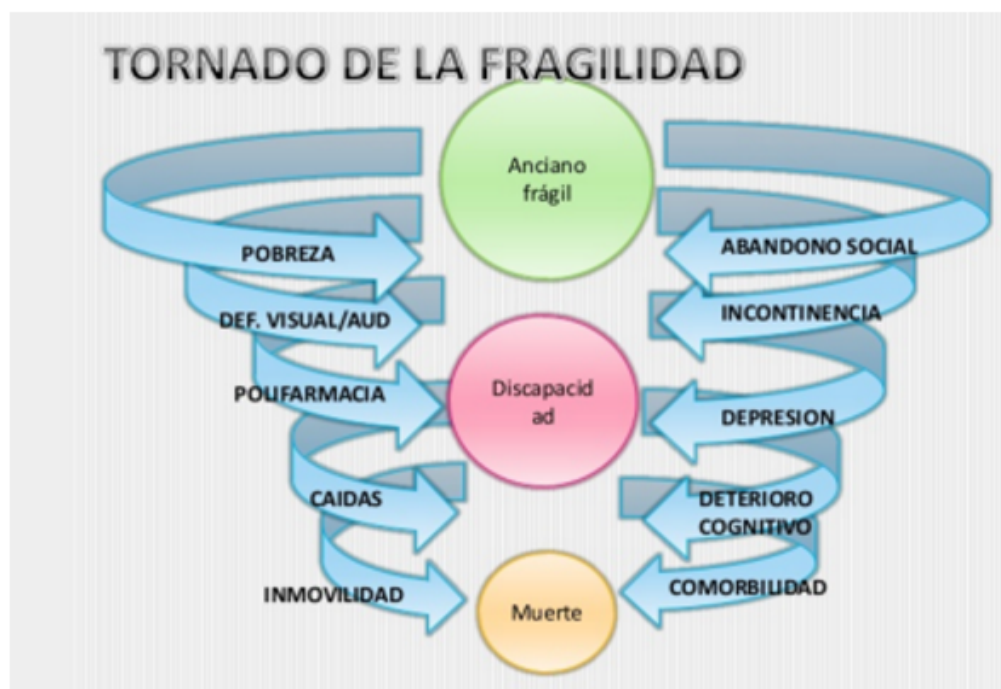 TORNADO DE LA FRAGILIDAD
Anciano
frágil
POBREZA
ABANDONO SOCIAL
DEF. VISUAL/AUD
INCONTINENCIA
POLIFARMACIA
Discapacid
ad
DEPRESION
CAIDAS
DETERIORO
COGNITIVO
INMOVILIDAD
COMORBILIDAD
Muerte